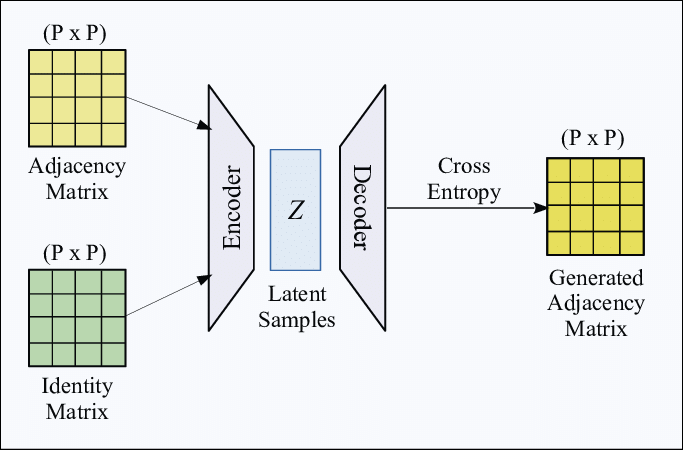 (P x P)
Adjacency
Matrix
(P x P)
Identity
Matrix
Encoder
Z
Latent
Samples
Decoder
Cross
Entropy
(P x P)
Generated
Adjacency
Matrix